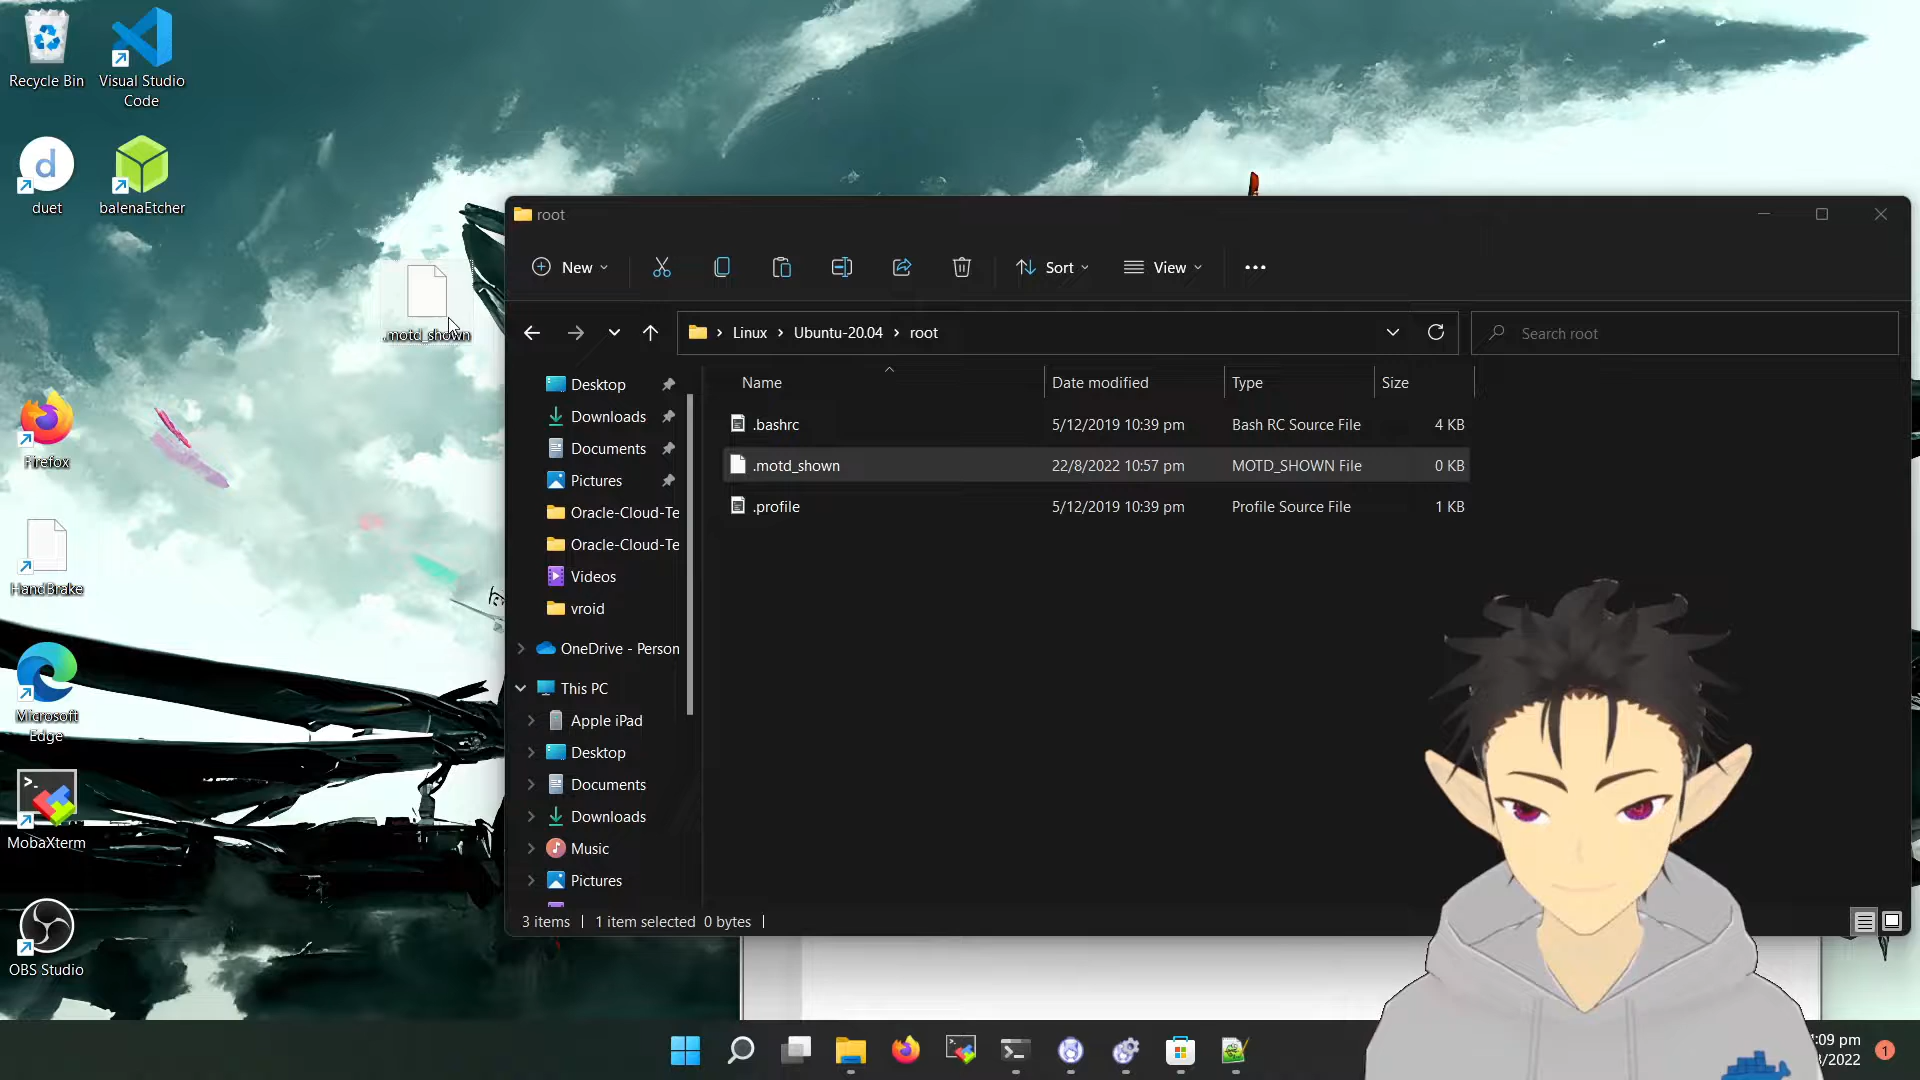 Recycle Bin
Visual Studio
Code
duet
balenaEtcher
.motd_shown
Firefox
HandBrake
Microsoft
Edge
MobaXterm
OBS Studio
root
New
Sort
View
Linux
Ubuntu-20.04
root
Search root
Name
Date modified
Type
Size
.bashrc
5/12/2019 10:39 pm
Bash RC Source File
4 KB
.motd_shown
22/8/2022 10:57 pm
MOTD_SHOWN File
0 KB
.profile
5/12/2019 10:39 pm
Profile Source File
1 KB
Desktop
Downloads
Documents
Pictures
Oracle-Cloud-Te
Oracle-Cloud-Te
Videos
vroid
OneDrive - Person
This PC
Apple iPad
Desktop
Documents
Downloads
Music
Pictures
3 items
1 item selected 0 bytes
:09 pm
/2022
1